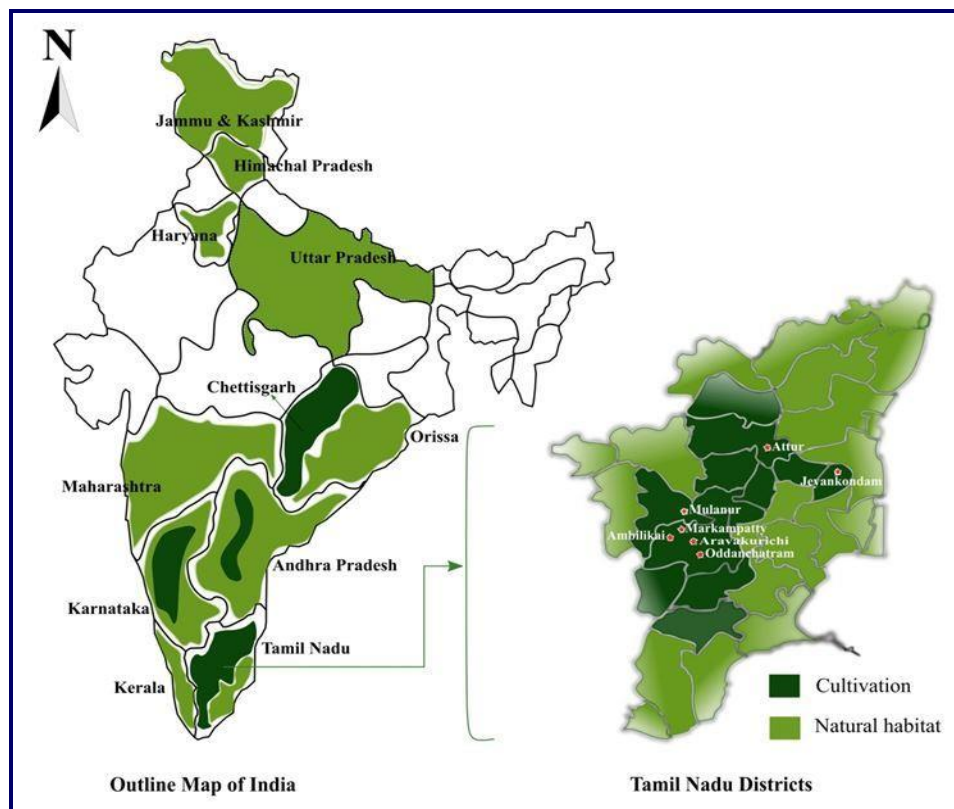 N
Jammu & Kashmir
Himachal Pradesh
Haryana
Uttar Pradesh
Chettisgarh
Orissa
Maharashtra
Andhra Pradesh
Karnataka
Tamil Nadu
Kerala
Outline Map of India
Attur
Jeyankondam
Mulanur
Markampatty
Ambilikai
Aravakurichi
Oddanchatram
Cultivation
Natural habitat
Tamil Nadu Districts